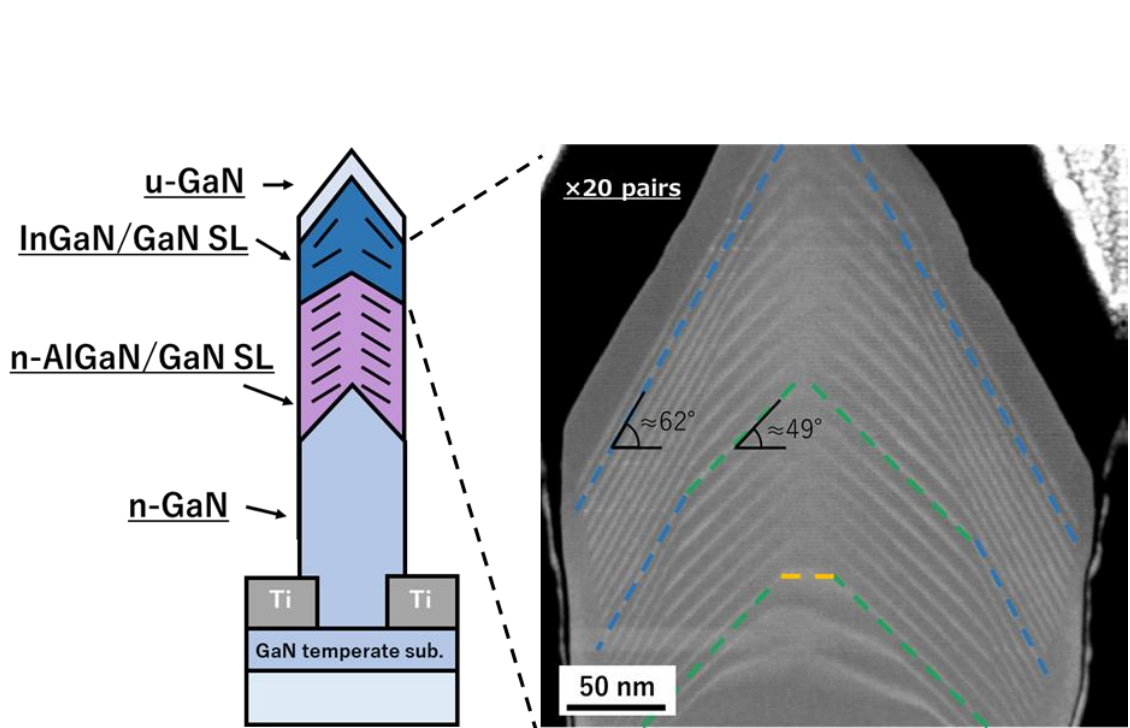 u-GaN
InGaN/GaN SL
n-AlGaN/GaN SL
n-GaN
Ti
Ti
GaN temperate sub.
×20 pairs
≈62°
≈49°
50 nm